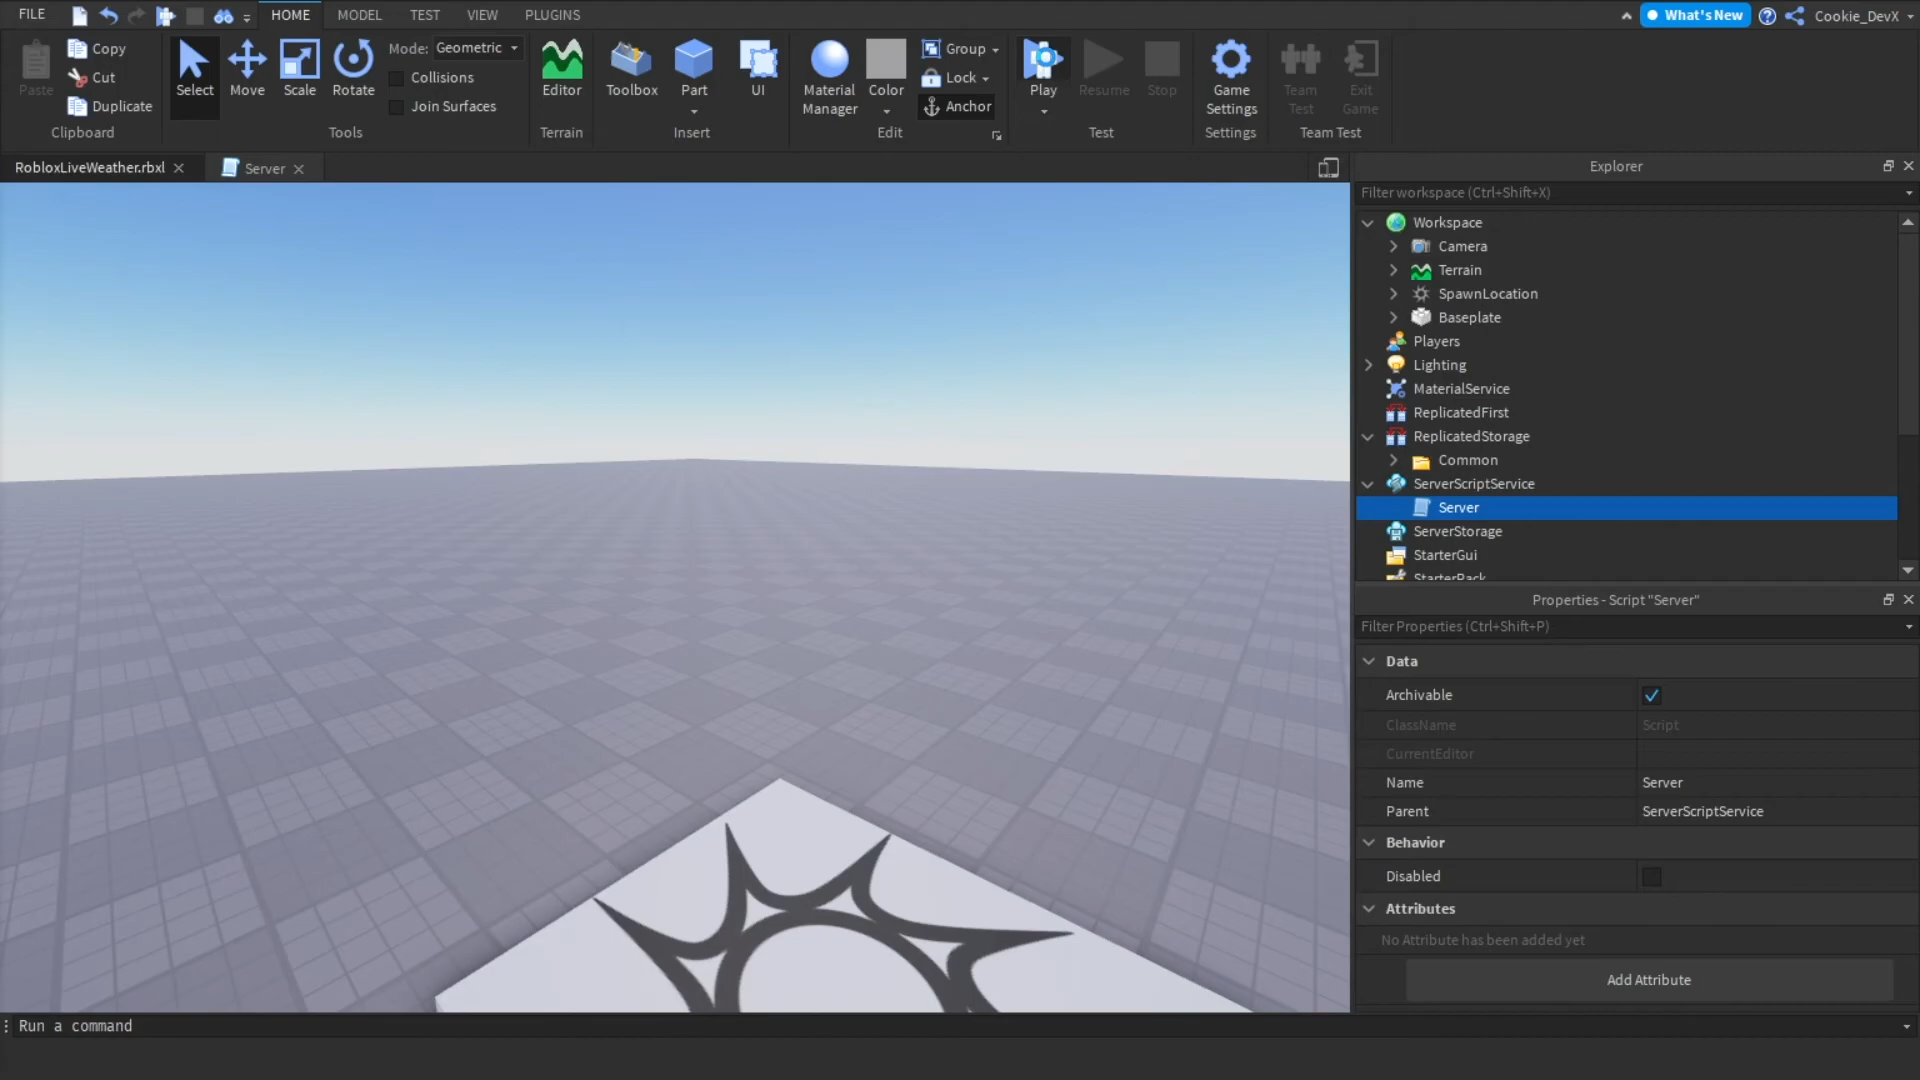 FILE HOME MODEL TEST VIEW PLUGINS What's New Cookie_DevX
Paste Copy Cut Duplicate Clipboard
Select Move Scale Rotate Mode: Geometric Collisions Join Surfaces Tools
Editor Terrain
Toolbox Part UI Insert
Material Manager Color Group Lock Anchor Edit
Play Resume Stop Test
Game Settings Settings
Team Test Exit Game Team Test
RobloxLiveWeather.rbxl Server
Explorer
Filter workspace (Ctrl+Shift+X)
Workspace
Camera
Terrain
SpawnLocation
Baseplate
Players
Lighting
MaterialService
ReplicatedFirst
ReplicatedStorage
Common
ServerScriptService
Server
ServerStorage
StarterGui
StarterPack
Properties - Script "Server"
Filter Properties (Ctrl+Shift+P)
Data
Archivable
ClassName Script
CurrentEditor
Name Server
Parent ServerScriptService
Behavior
Disabled
Attributes
No Attribute has been added yet
Add Attribute
Run a command